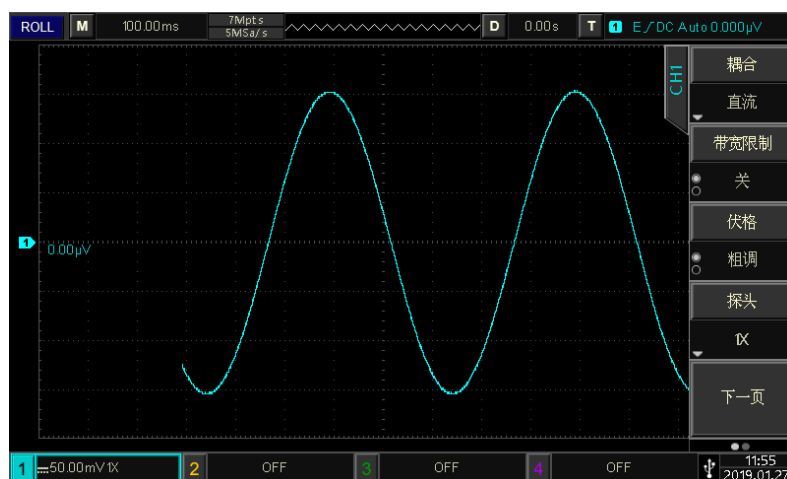 ROLL M 100.00ms 7Mpts D 0.00s T 1 E DC Auto 0.000μV
5MSa/s
CH1
耦合
直流
带宽限制
关
伏格
粗调
探头
1X
下一页
1 0.00μV
1 50.00mV 1X 2 OFF 3 OFF 4 OFF 11:55
2019.01.27